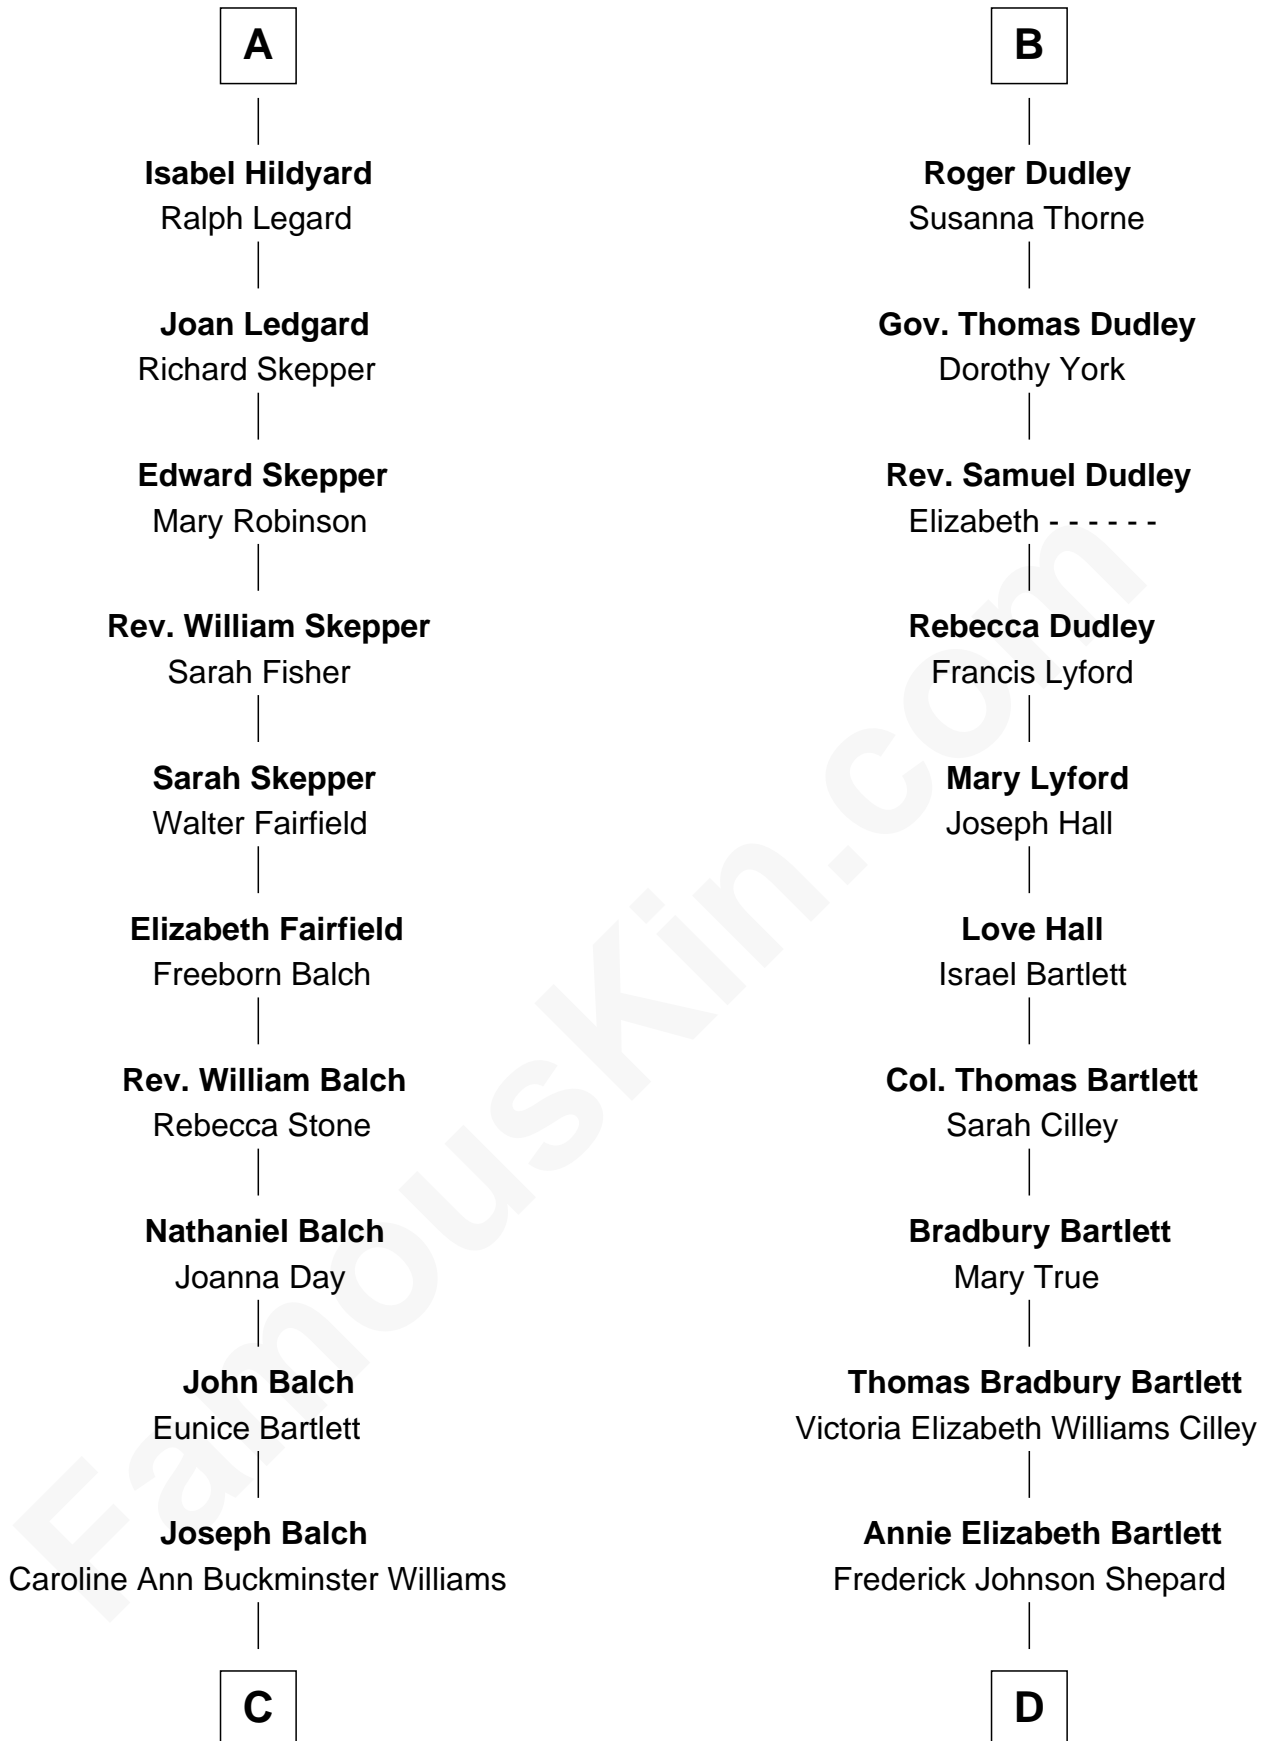 A
Isabel Hildyard
Ralph Legard
Joan Ledgard
Richard Skepper
Edward Skepper
Mary Robinson
Rev. William Skepper
Sarah Fisher
Sarah Skepper
Walter Fairfield
Elizabeth Fairfield
Freeborn Balch
Rev. William Balch
Rebecca Stone
Nathaniel Balch
Joanna Day
John Balch
Eunice Bartlett
Joseph Balch
Caroline Ann Buckminster Williams
C
B
Roger Dudley
Susanna Thorne
Gov. Thomas Dudley
Dorothy York
Rev. Samuel Dudley
Elizabeth - - - - - -
Rebecca Dudley
Francis Lyford
Mary Lyford
Joseph Hall
Love Hall
Israel Bartlett
Col. Thomas Bartlett
Sarah Cilley
Bradbury Bartlett
Mary True
Thomas Bradbury Bartlett
Victoria Elizabeth Williams Cilley
Annie Elizabeth Bartlett
Frederick Johnson Shepard
D
FamousKin.com